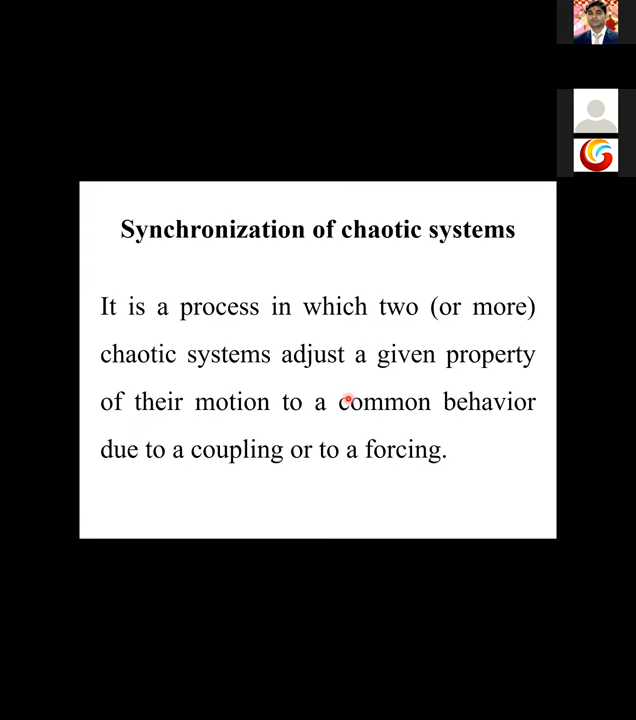 Synchronization of chaotic systems
It is a process in which two (or more)
chaotic systems adjust a given property
of their motion to a common behavior
due to a coupling or to a forcing.